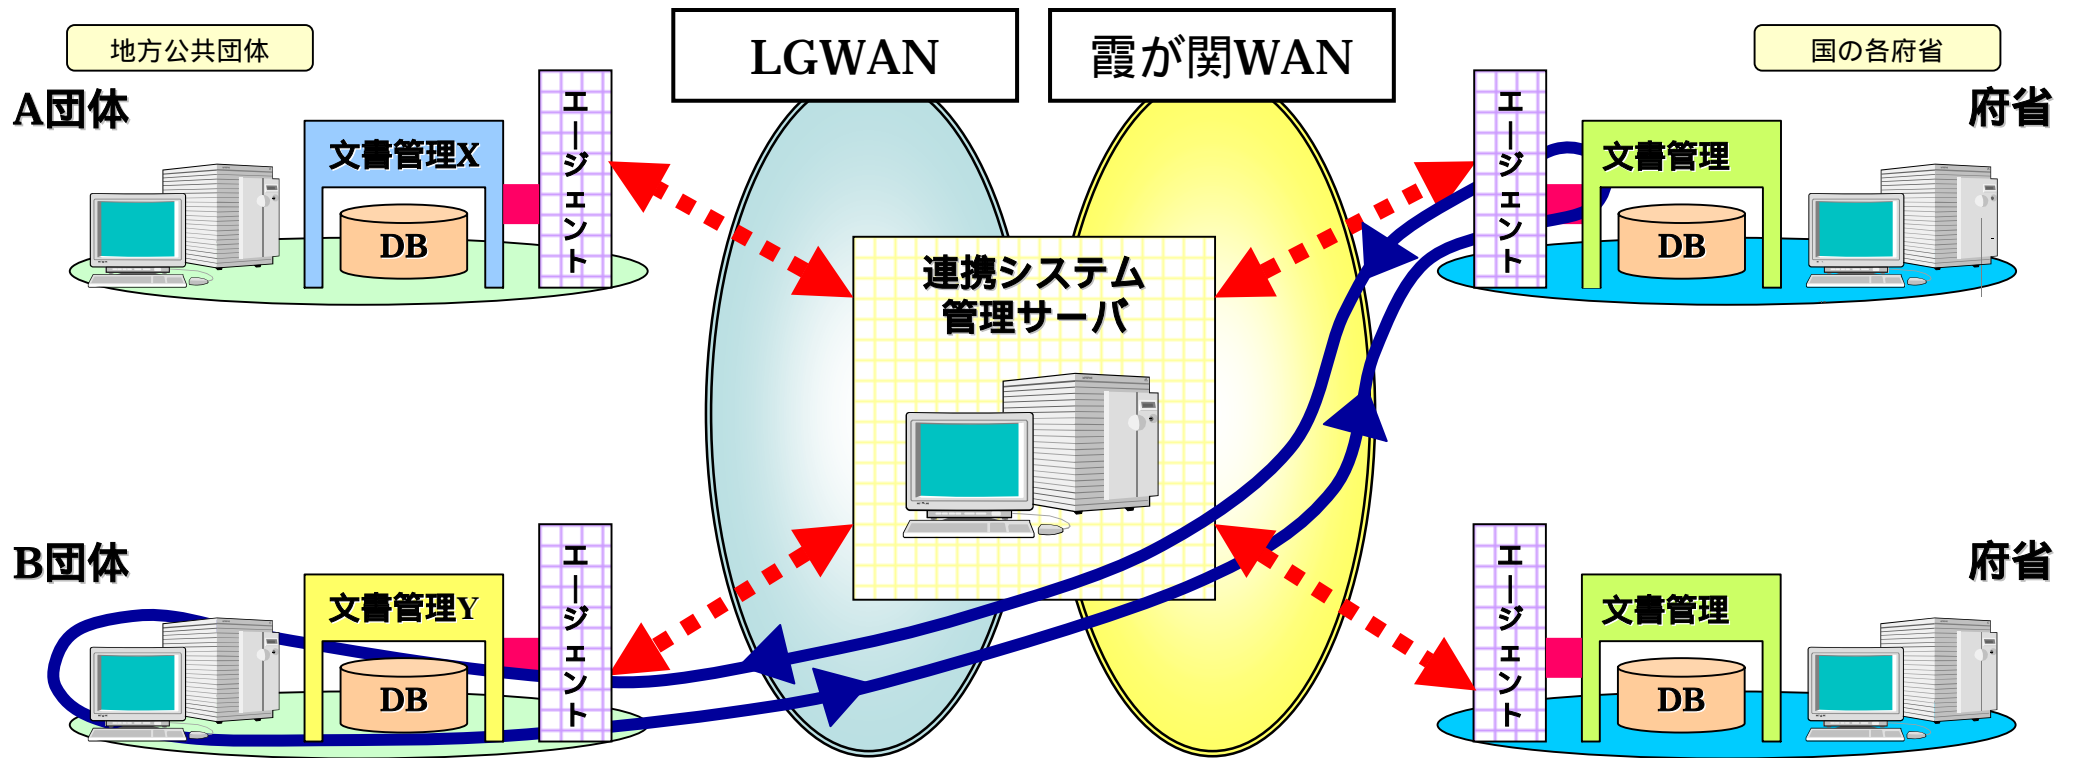 地方公共団体
LGWAN
霞が関WAN
国の各府省
A団体
エージェント
文書管理X
DB
連携システム
管理サーバ
エージェント
文書管理
DB
府省
B団体
エージェント
文書管理Y
DB
エージェント
文書管理
DB
府省